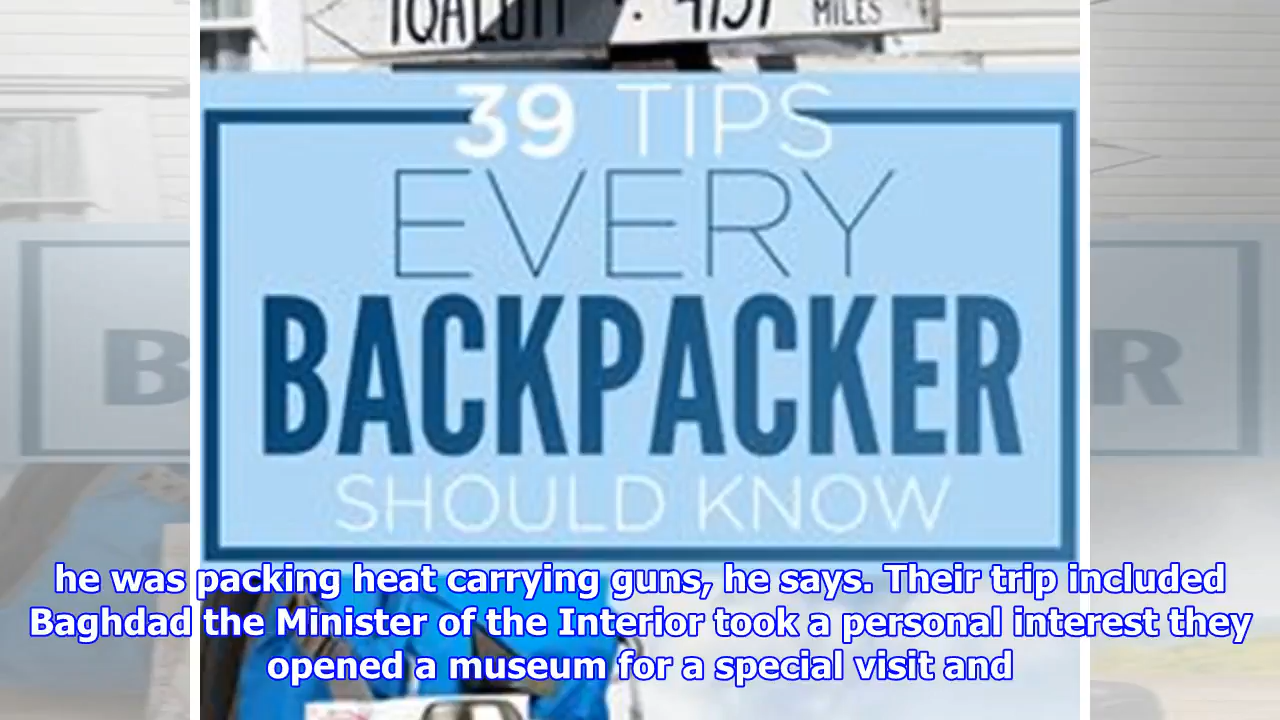 IQALUIT . 4737 MILES
39 TIPS
EVERY
BACKPACKER
SHOULD KNOW
B
R
he was packing heat carrying guns, he says. Their trip included
Baghdad the Minister of the Interior took a personal interest they
opened a museum for a special visit and